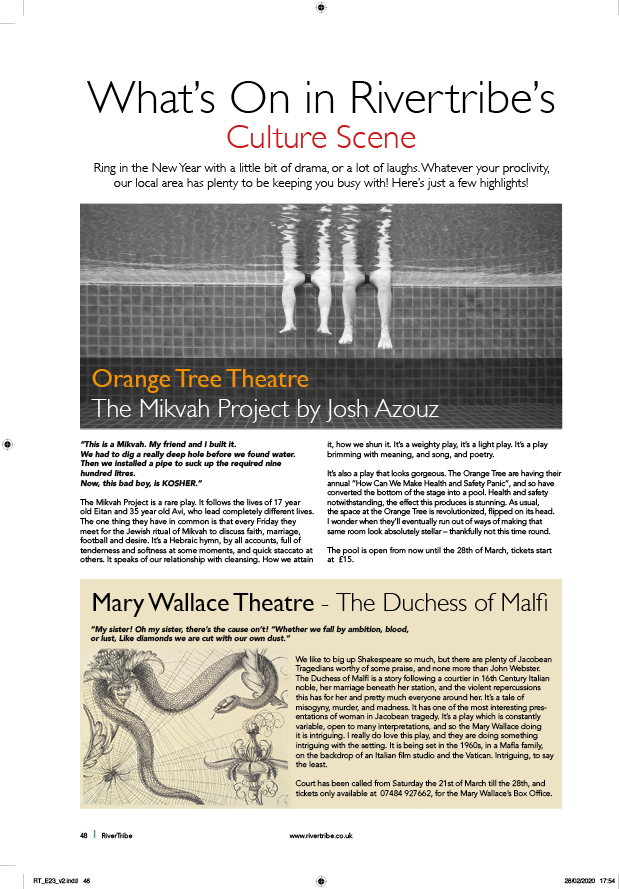 What's On in Rivertribe's
Culture Scene
Ring in the New Year with a little bit of drama, or a lot of laughs. Whatever your proclivity,
our local area has plenty to be keeping you busy with! Here's just a few highlights!
Orange Tree Theatre
The Mikvah Project by Josh Azouz
"This is a Mikvah. My friend and I built it.
We had to dig a really deep hole before we found water.
Then we installed a pipe to suck up the required nine
hundred litres.
Now, this bad boy, is KOSHER."
The Mikvah Project is a rare play. It follows the lives of 17 year
old Eitan and 35 year old Avi, who lead completely different lives.
The one thing they have in common is that every Friday they
meet for the Jewish ritual of Mikvah to discuss faith, marriage,
football and desire. It's a Hebraic hymn, by all accounts, full of
tenderness and softness at some moments, and quick staccato at
others. It speaks of our relationship with cleansing. How we attain
it, how we shun it. It's a weighty play, it's a light play. It's a play
brimming with meaning, and song, and poetry.
It's also a play that looks gorgeous. The Orange Tree are having their
annual "How Can We Make Health and Safety Panic", and so have
converted the bottom of the stage into a pool. Health and safety
notwithstanding, the effect this produces is stunning. As usual,
the space at the Orange Tree is revolutionized, flipped on its head.
I wonder when they'll eventually run out of ways of making that
same room look absolutely stellar – thankfully not this time round.
The pool is open from now until the 28th of March, tickets start
at £15.
Mary Wallace Theatre - The Duchess of Malfi
"My sister! Oh my sister, there's the cause on't! "Whether we fall by ambition, blood,
or lust, Like diamonds we are cut with our own dust."
We like to big up Shakespeare so much, but there are plenty of Jacobean
Tragedians worthy of some praise, and none more than John Webster.
The Duchess of Malfi is a story following a courtier in 16th Century Italian
noble, her marriage beneath her station, and the violent repercussions
this has for her and pretty much everyone around her. It's a tale of
misogyny, murder, and madness. It has one of the most interesting pres-
entations of woman in Jacobean tragedy. It's a play which is constantly
variable, open to many interpretations, and so the Mary Wallace doing
it is intriguing. I really do love this play, and they are doing something
intriguing with the setting. It is being set in the 1960s, in a Mafia family,
on the backdrop of an Italian film studio and the Vatican. Intriguing, to say
the least.
Court has been called from Saturday the 21st of March till the 28th, and
tickets only available at 07484 927662, for the Mary Wallace's Box Office.
48 | RiverTribe
www.rivertribe.co.uk
RT_E23_v2.indd 48
28/02/2020 17:54